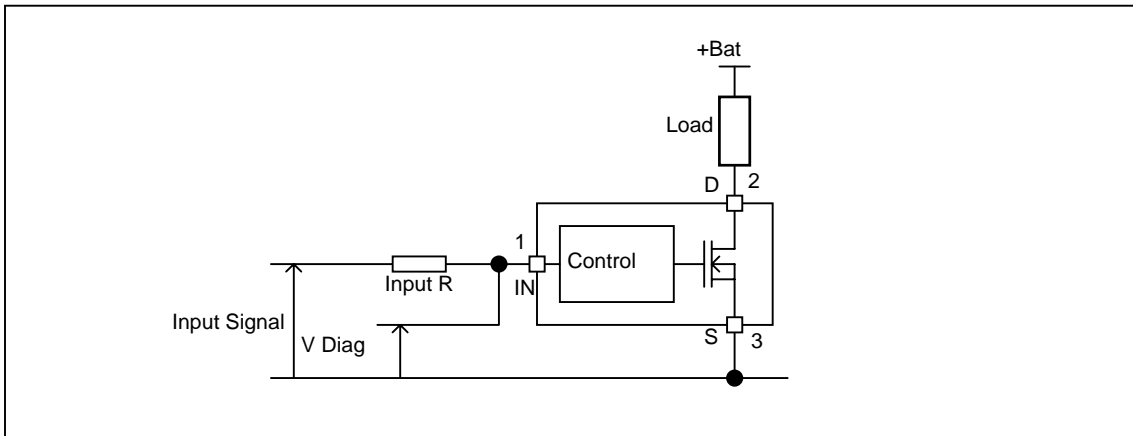 +Bat
Load
D
2
1
Control
Input R
IN
Input Signal
V Diag
S
3